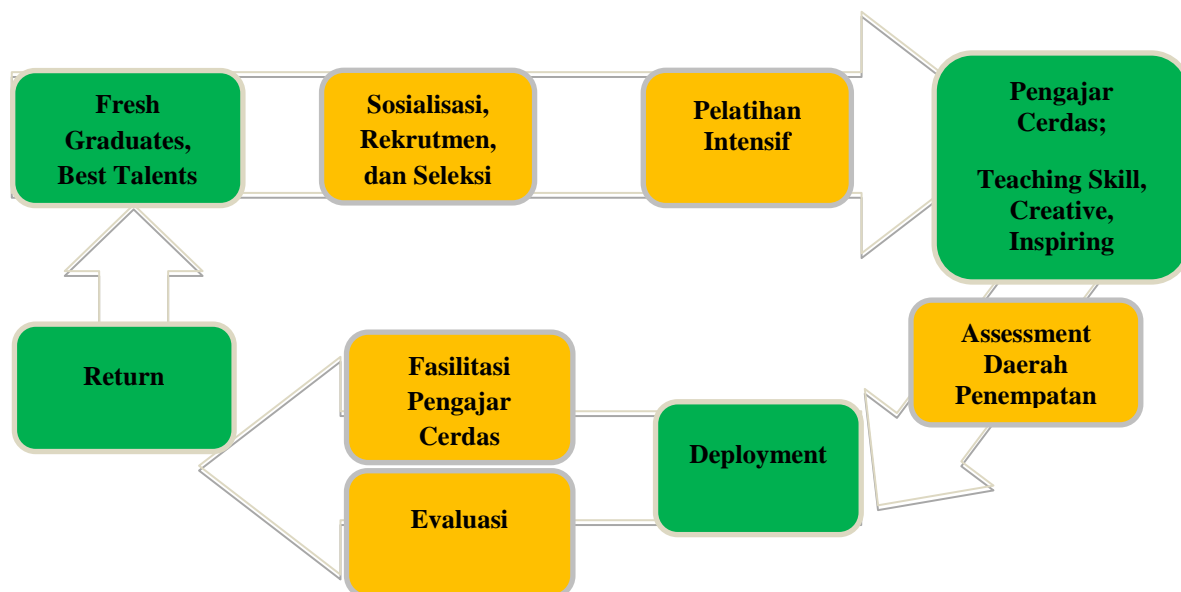 Fresh
Graduates,
Best Talents
Sosialisasi,
Rekrutmen,
dan Seleksi
Pelatihan
Intensif
Pengajar
Cerdas;
Teaching Skill,
Creative,
Inspiring
Assessment
Daerah
Penempatan
Deployment
Fasilitasi
Pengajar
Cerdas
Evaluasi
Return